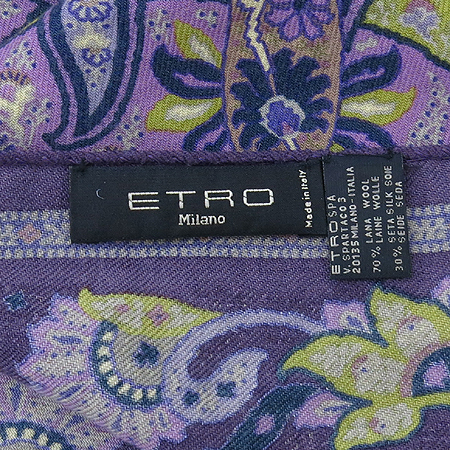 ETRO
Milano
Made in Italy
ETRO SPA
V. SPARTACO 3
20135 MILANO-ITALIA
70% LANA WOOL
LAINE WOLLE
SETA SILK SOIE
30% SEIDE SEDA